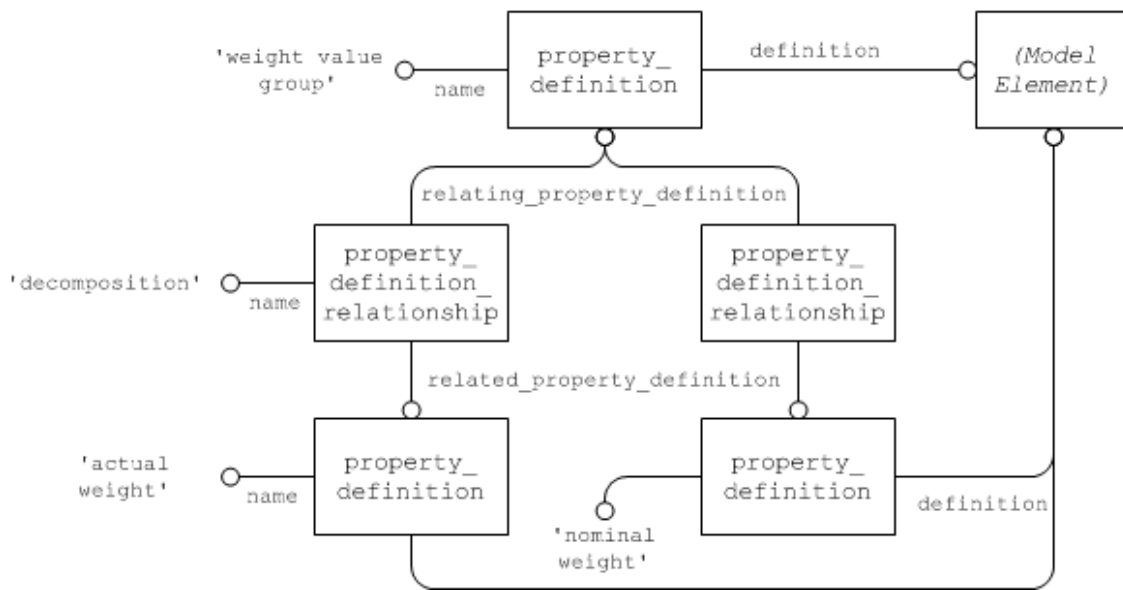 'weight value
group'
name
property_
definition
definition
(Model
Element)
relating_property_definition
'decomposition'
name
property_
definition_
relationship
property_
definition_
relationship
related_property_definition
'actual
weight'
name
property_
definition
'nominal
weight'
property_
definition
definition